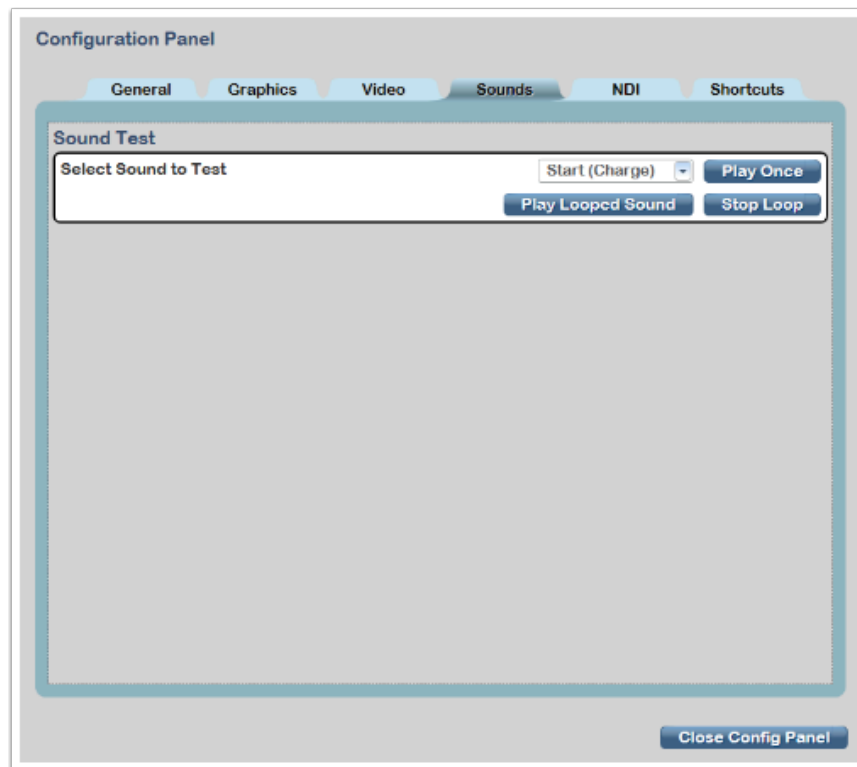 Configuration Panel
General Graphics Video Sounds NDI Shortcuts
Sound Test
Select Sound to Test Start (Charge) Play Once
Play Looped Sound Stop Loop
Close Config Panel